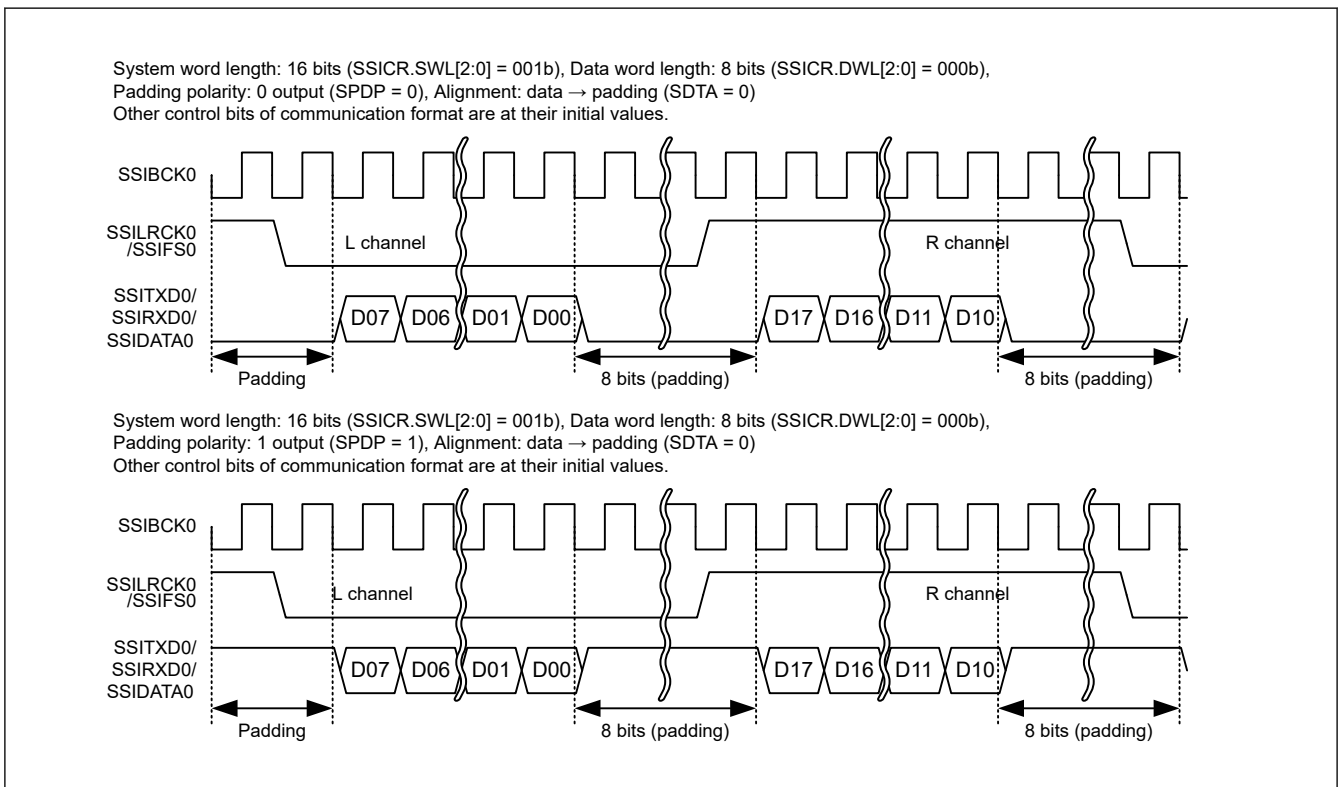 System word length: 16 bits (SSICR.SWL[2:0] = 001b), Data word length: 8 bits (SSICR.DWL[2:0] = 000b),
Padding polarity: 0 output (SPDP = 0), Alignment: data → padding (SDTA = 0)
Other control bits of communication format are at their initial values.
SSIBCK0
SSILRCK0
/SSIFS0
L channel
R channel
SSITXD0/
SSIRXD0/
SSIDATA0
D07 D06 D01 D00 D17 D16 D11 D10
Padding 8 bits (padding) 8 bits (padding)
System word length: 16 bits (SSICR.SWL[2:0] = 001b), Data word length: 8 bits (SSICR.DWL[2:0] = 000b),
Padding polarity: 1 output (SPDP = 1), Alignment: data → padding (SDTA = 0)
Other control bits of communication format are at their initial values.
SSIBCK0
SSILRCK0
/SSIFS0
L channel
R channel
SSITXD0/
SSIRXD0/
SSIDATA0
D07 D06 D01 D00 D17 D16 D11 D10
Padding 8 bits (padding) 8 bits (padding)